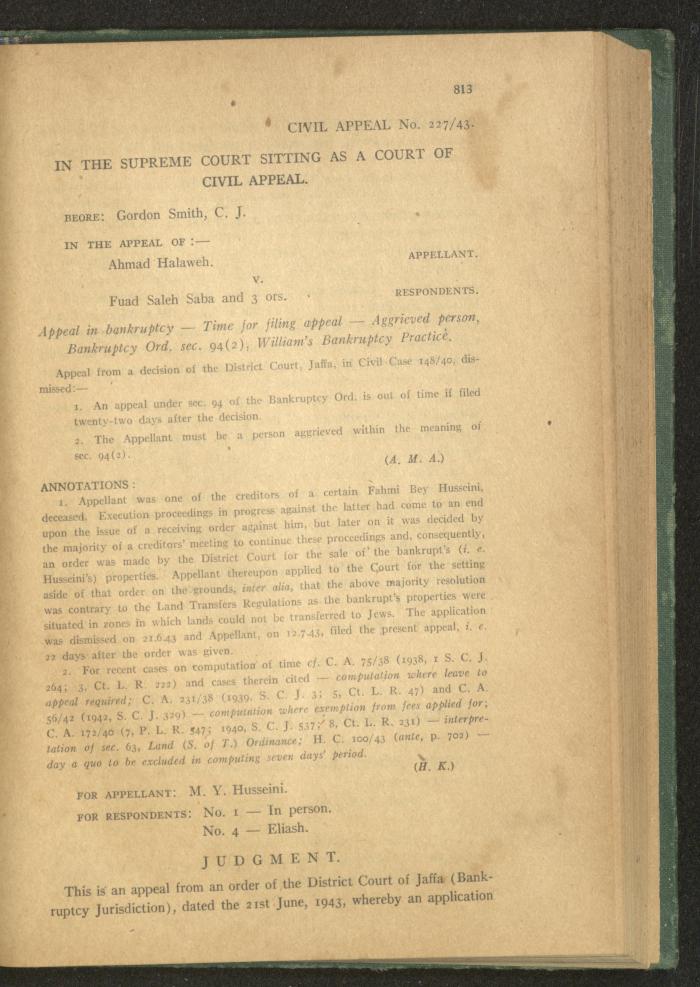 813
CIVIL APPEAL No. 227/43.
IN THE SUPREME COURT SITTING AS A COURT OF
CIVIL APPEAL.
BEORE: Gordon Smith, C. J.
IN THE APPEAL OF :—
Ahmad Halaweh. APPELLANT.
v.
Fuad Saleh Saba and 3 ors. RESPONDENTS.
Appeal in bankruptcy — Time for filing appeal — Aggrieved person,
Bankruptcy Ord. sec. 94(2), William's Bankruptcy Practice.
Appeal from a decision of the District Court, Jaffa, in Civil Case 148/40, dis-
missed:—
1. An appeal under sec. 94 of the Bankruptcy Ord. is out of time if filed
twenty-two days after the decision.
2. The Appellant must be a person aggrieved within the meaning of
sec. 94(2).
(A. M. A.)
ANNOTATIONS :
1. Appellant was one of the creditors of a certain Fahmi Bey Husseini,
deceased. Execution proceedings in progress against the latter had come to an end
upon the issue of a receiving order against him, but later on it was decided by
the majority of a creditors' meeting to continue these proceedings and, consequently,
an order was made by the District Court for the sale of the bankrupt's (i. e.
Husseini's) properties. Appellant thereupon applied to the Court for the setting
aside of that order on the grounds, inter alia, that the above majority resolution
was contrary to the Land Transfers Regulations as the bankrupt's properties were
situated in zones in which lands could not be transferred to Jews. The application
was dismissed on 21.6.43 and Appellant, on 12.7.43, filed the present appeal, i. e.
22 days after the order was given.
2. For recent cases on computation of time cf. C. A. 75/38 (1938, 1 S. C. J.
264; 3, Ct. L. R. 222) and cases therein cited — computation where leave to
appeal required; C. A. 231/38 (1939, S. C. J. 3; 5, Ct. L. R. 47) and C. A.
56/42 (1942, S. C. J. 329) — computation where exemption from fees applied for;
C. A. 172/40 (7, P. L. R. 547; 1940, S. C. J. 537; 8, Ct. L. R. 231) — interpre-
tation of sec. 63, Land (S. of T.) Ordinance; H. C. 100/43 (ante, p. 702) —
day a quo to be excluded in computing seven days' period.
(H. K.)
FOR APPELLANT: M. Y. Husseini.
FOR RESPONDENTS: No. 1 — In person.
No. 4 — Eliash.
JUDGMENT.
This is an appeal from an order of the District Court of Jaffa (Bank-
ruptcy Jurisdiction), dated the 21st June, 1943, whereby an application